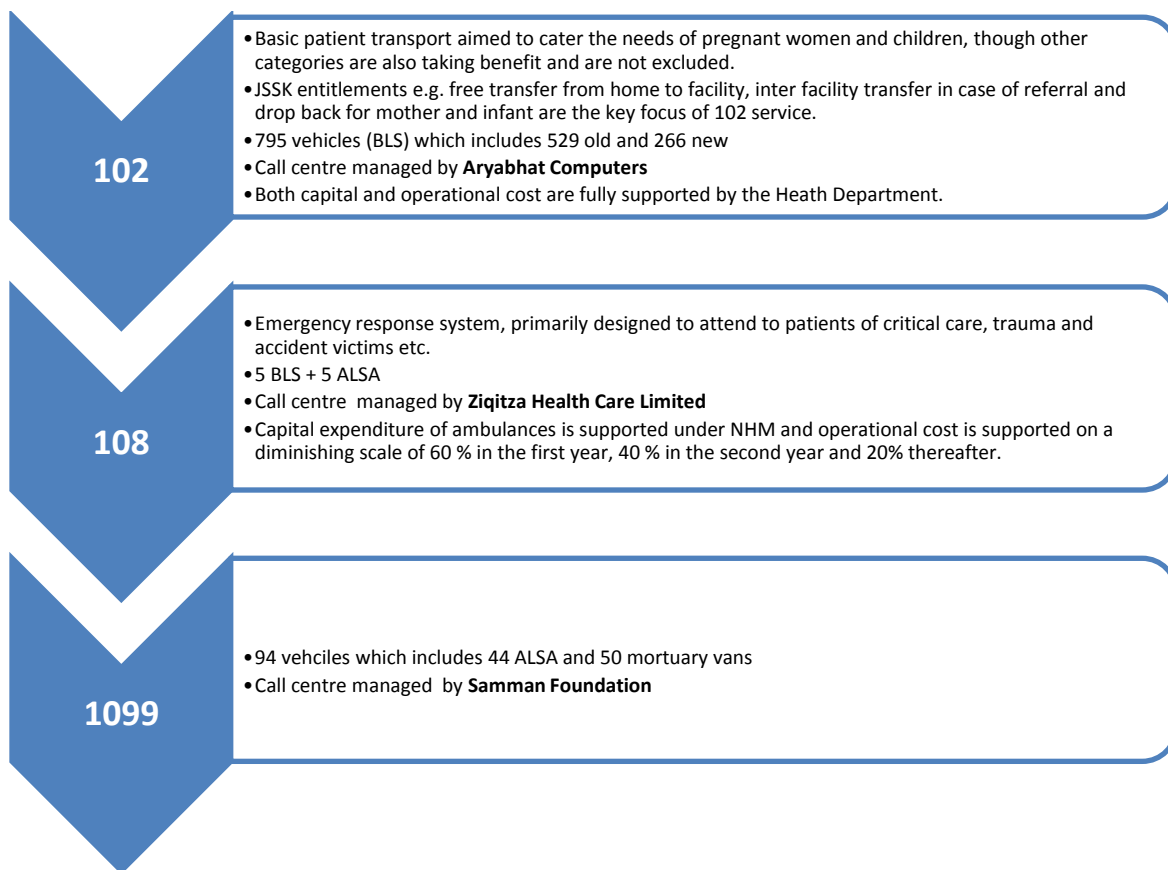 102
•Basic patient transport aimed to cater the needs of pregnant women and children, though other
categories are also taking benefit and are not excluded.
•JSSK entitlements e.g. free transfer from home to facility, inter facility transfer in case of referral and
drop back for mother and infant are the key focus of 102 service.
•795 vehicles (BLS) which includes 529 old and 266 new
•Call centre managed by Aryabhat Computers
•Both capital and operational cost are fully supported by the Heath Department.
108
•Emergency response system, primarily designed to attend to patients of critical care, trauma and
accident victims etc.
•5 BLS + 5 ALSA
•Call centre managed by Ziqitza Health Care Limited
•Capital expenditure of ambulances is supported under NHM and operational cost is supported on a
diminishing scale of 60 % in the first year, 40 % in the second year and 20% thereafter.
1099
•94 vehciles which includes 44 ALSA and 50 mortuary vans
•Call centre managed by Samman Foundation